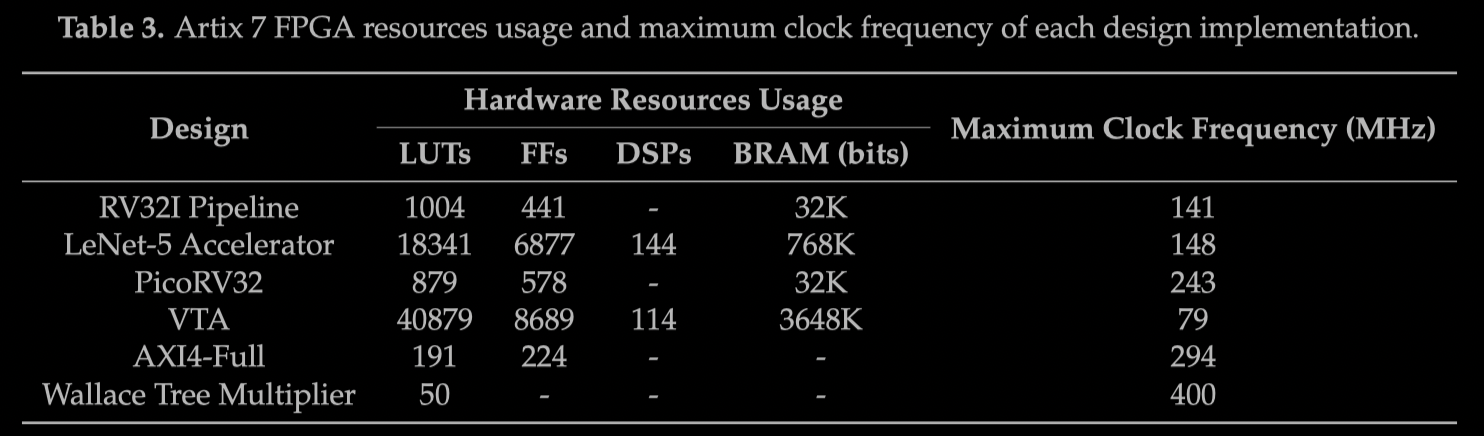 Table 3. Artix 7 FPGA resources usage and maximum clock frequency of each design implementation.
Hardware Resources Usage
Design Maximum Clock Frequency (MHz)
LUTs FFs DSPs BRAM (bits)
RV32I Pipeline 1004 441 - 32K 141
LeNet-5 Accelerator 18341 6877 144 768K 148
PicoRV32 879 578 - 32K 243
VTA 40879 8689 114 3648K 79
AXI4-Full 191 224 - - 294
Wallace Tree Multiplier 50 - - - 400